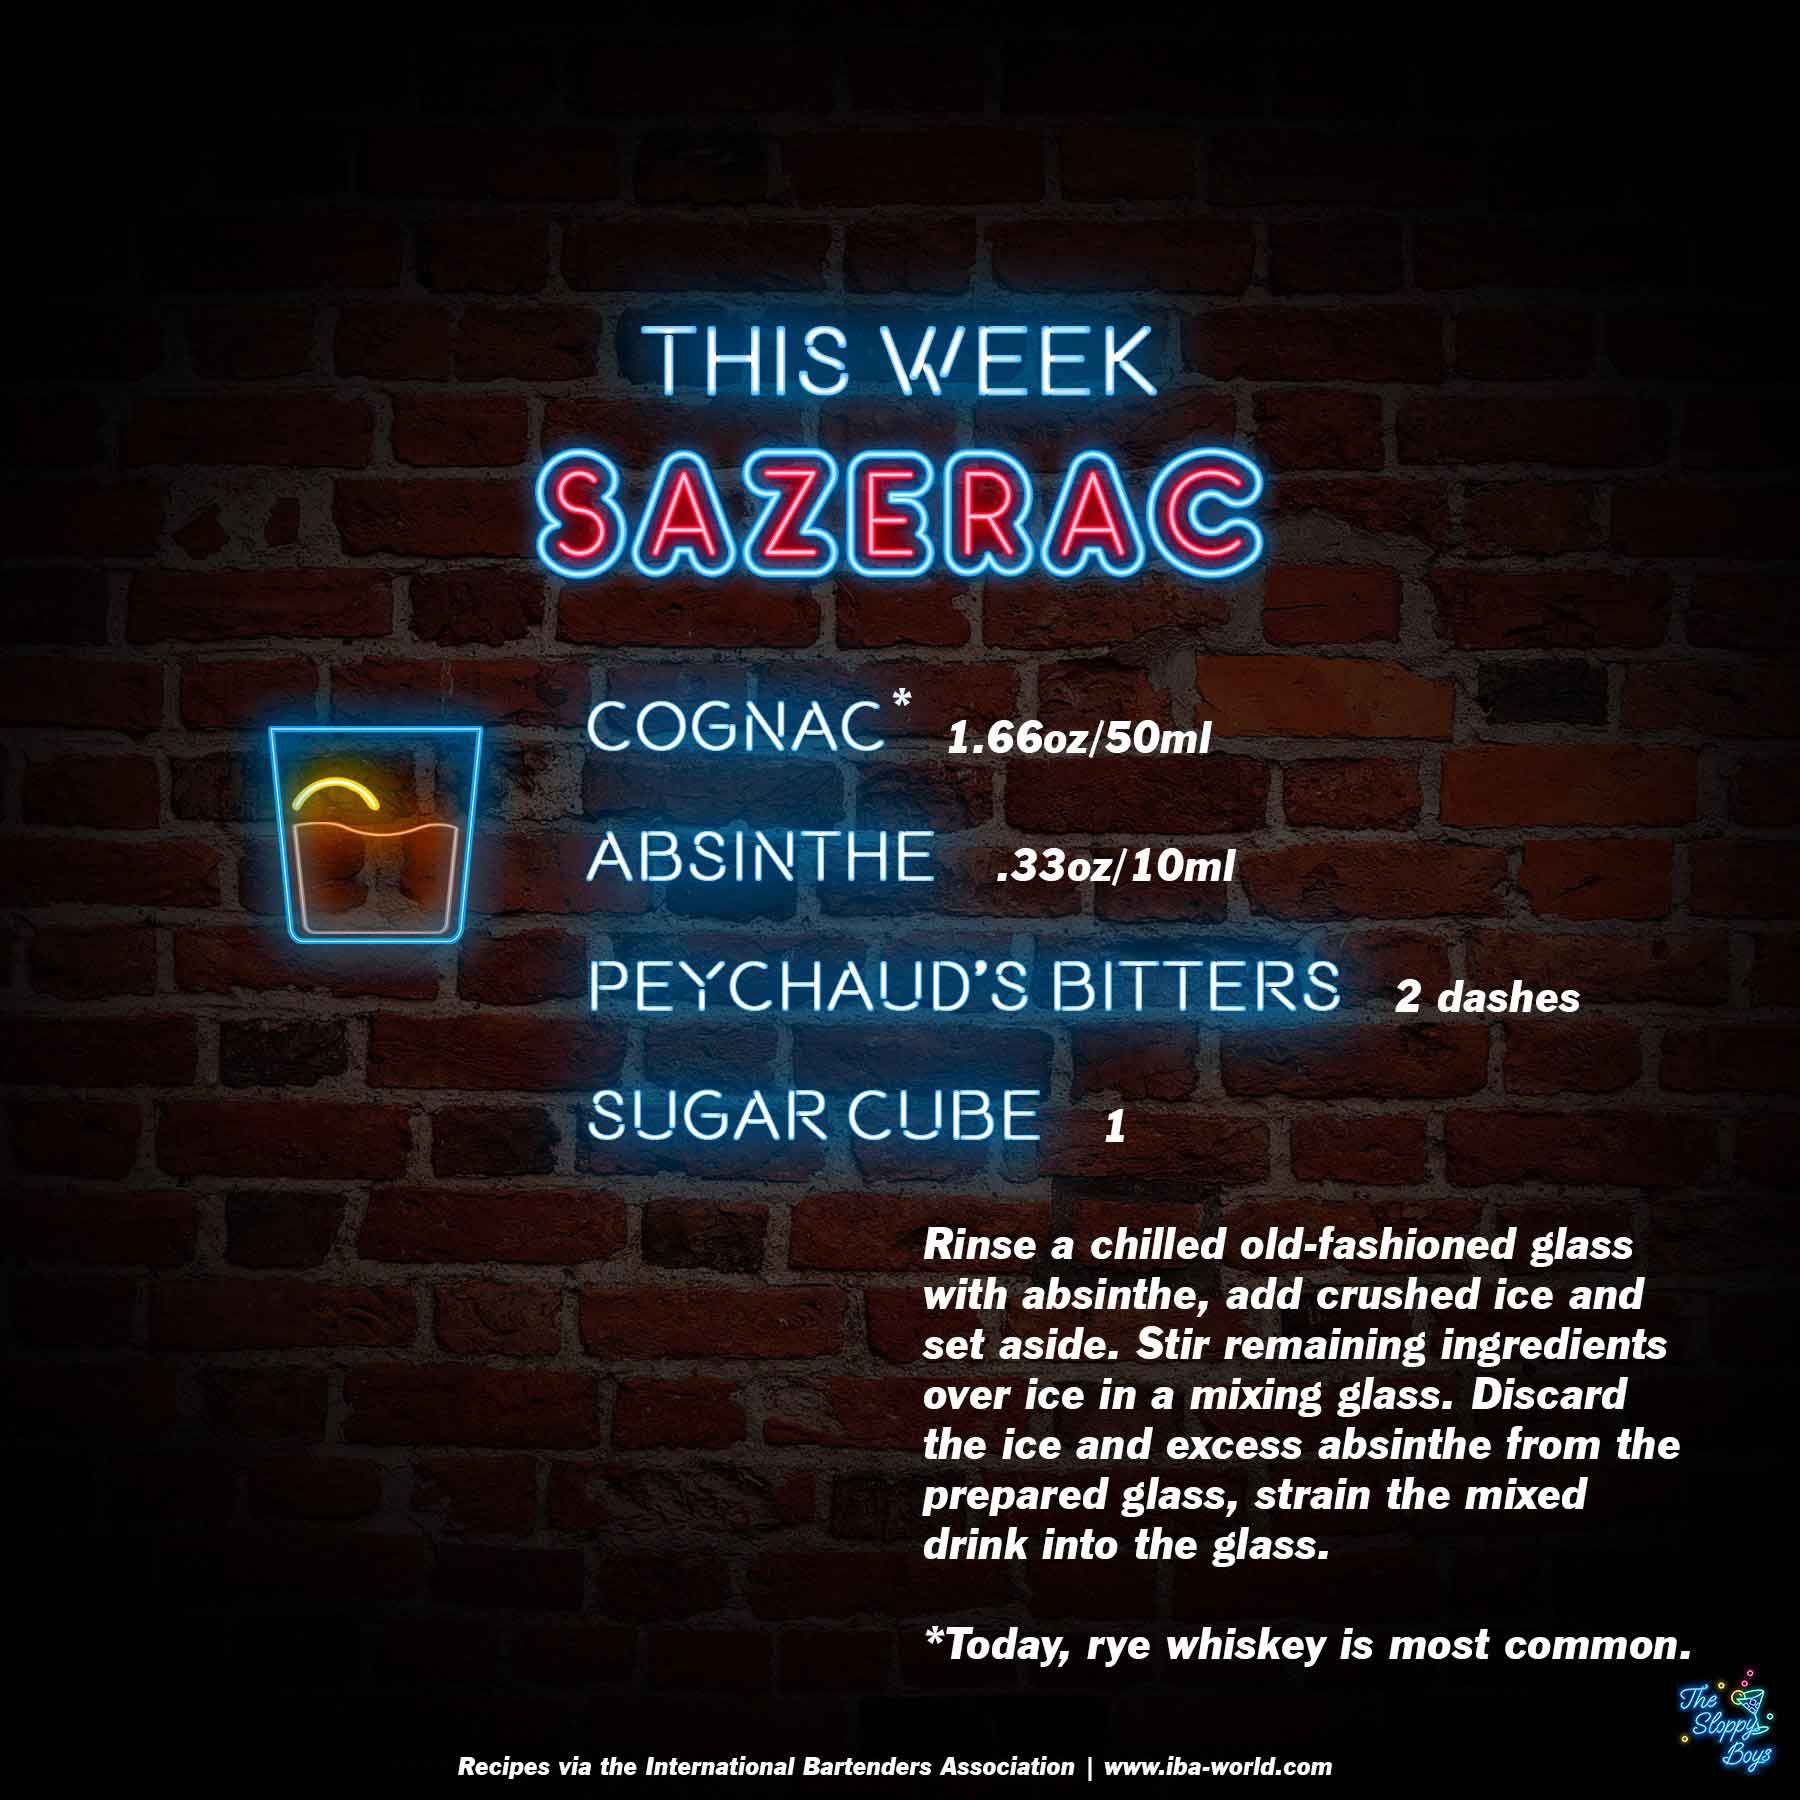 THIS WEEK
SAZERAC
COGNAC* 1.66oz/50ml
ABSINTHE .33oz/10ml
PEYCHAUD'S BITTERS 2 dashes
SUGAR CUBE 1
Rinse a chilled old-fashioned glass
with absinthe, add crushed ice and
set aside. Stir remaining ingredients
over ice in a mixing glass. Discard
the ice and excess absinthe from the
prepared glass, strain the mixed
drink into the glass.
*Today, rye whiskey is most common.
The
Sloppy
Boys
Recipes via the International Bartenders Association | www.iba-world.com